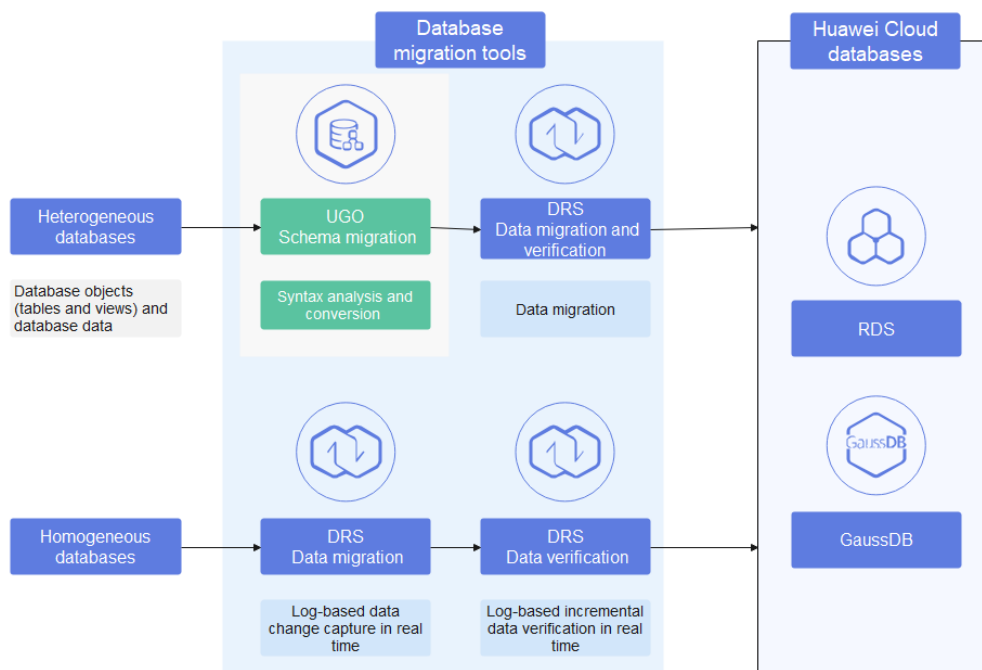 Database
migration tools
Huawei Cloud
databases
Heterogeneous
databases
UGO
Schema migration
DRS
Data migration and
verification
Database objects
(tables and views) and
database data
Syntax analysis and
conversion
Data migration
RDS
GaussDB
GaussDB
Homogeneous
databases
DRS
Data migration
DRS
Data verification
Log-based data
change capture in real
time
Log-based incremental
data verification in real
time